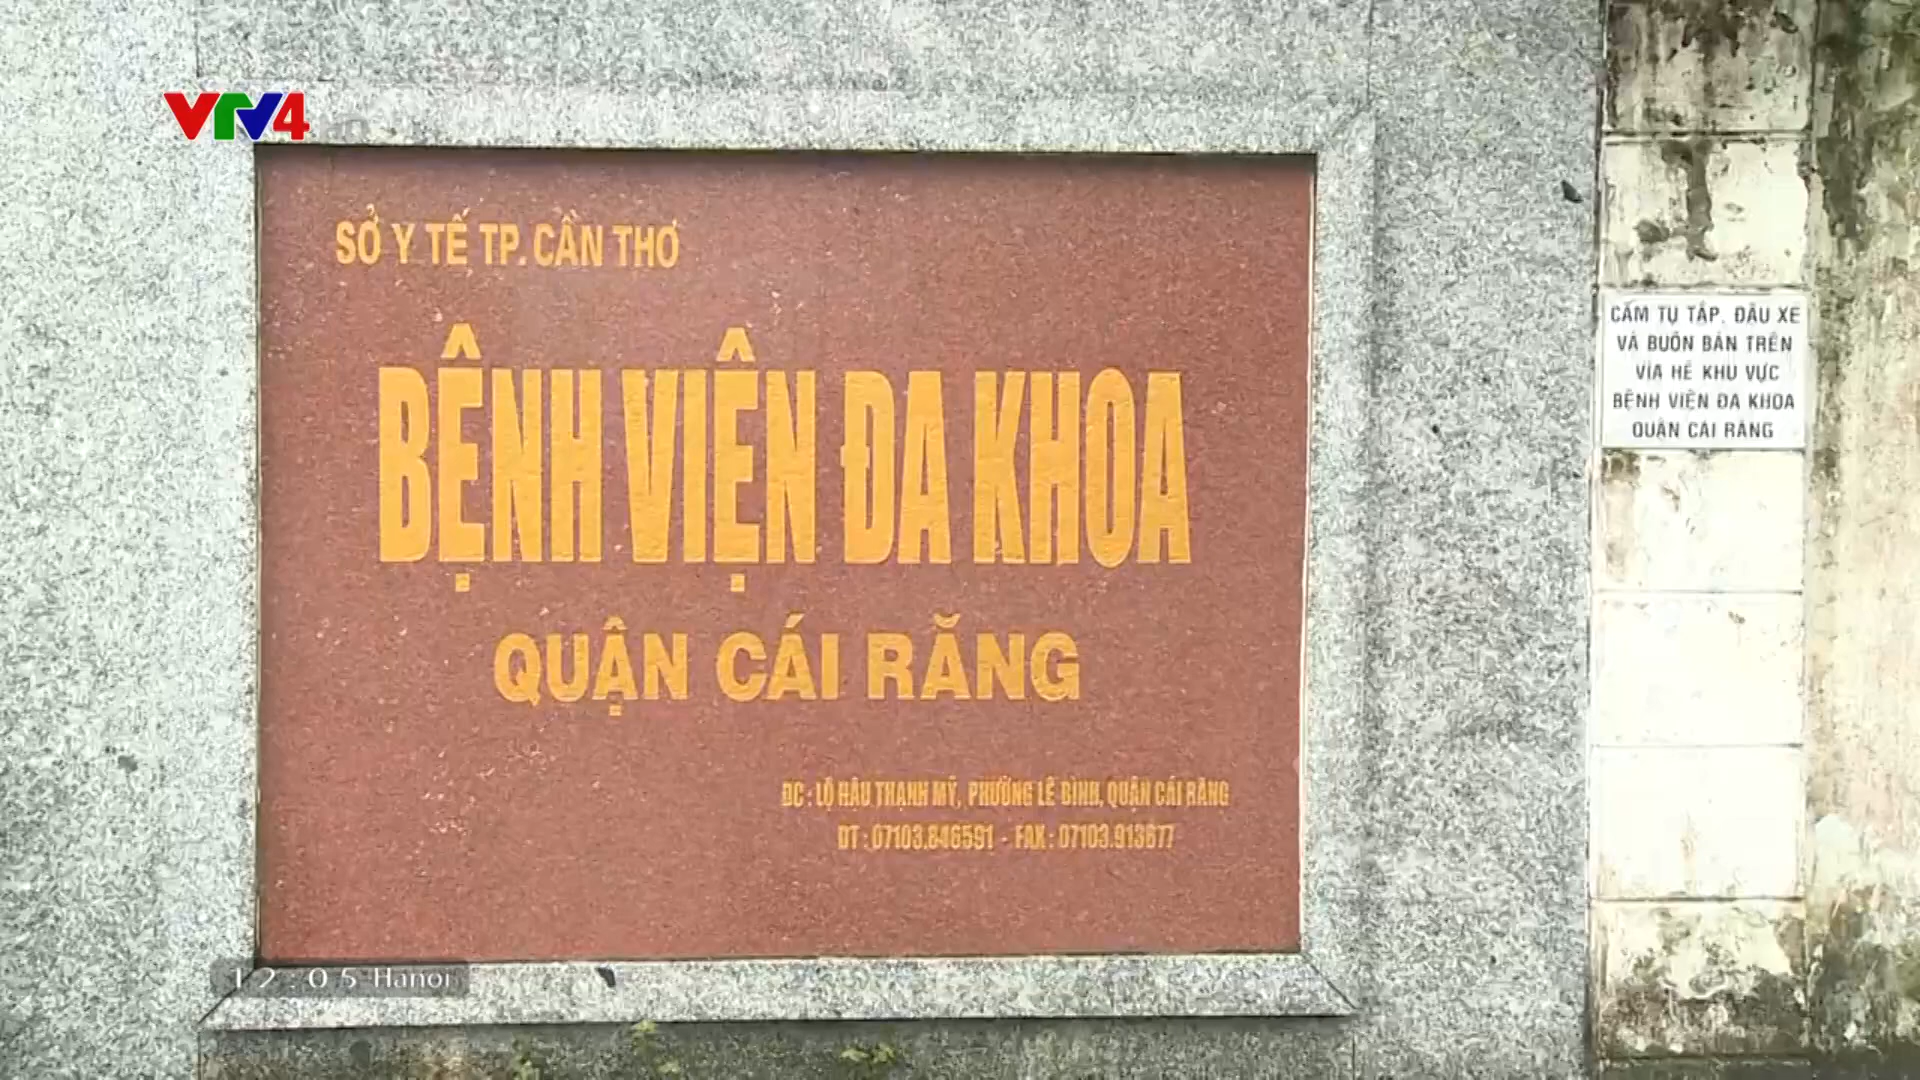 VTV4
SỞ Y TẾ TP. CẦN THƠ
BỆNH VIỆN ĐA KHOA
QUẬN CÁI RĂNG
ĐC : LỘ HẬU THẠNH MỸ, PHƯỜNG LÊ BÌNH, QUẬN CÁI RĂNG
ĐT : 07103.846591 - FAX : 07103.913677
CẤM TỤ TẬP, ĐẬU XE
VÀ BUÔN BÁN TRÊN
VỈA HÈ KHU VỰC
BỆNH VIỆN ĐA KHOA
QUẬN CÁI RĂNG
12:05 Hanoi